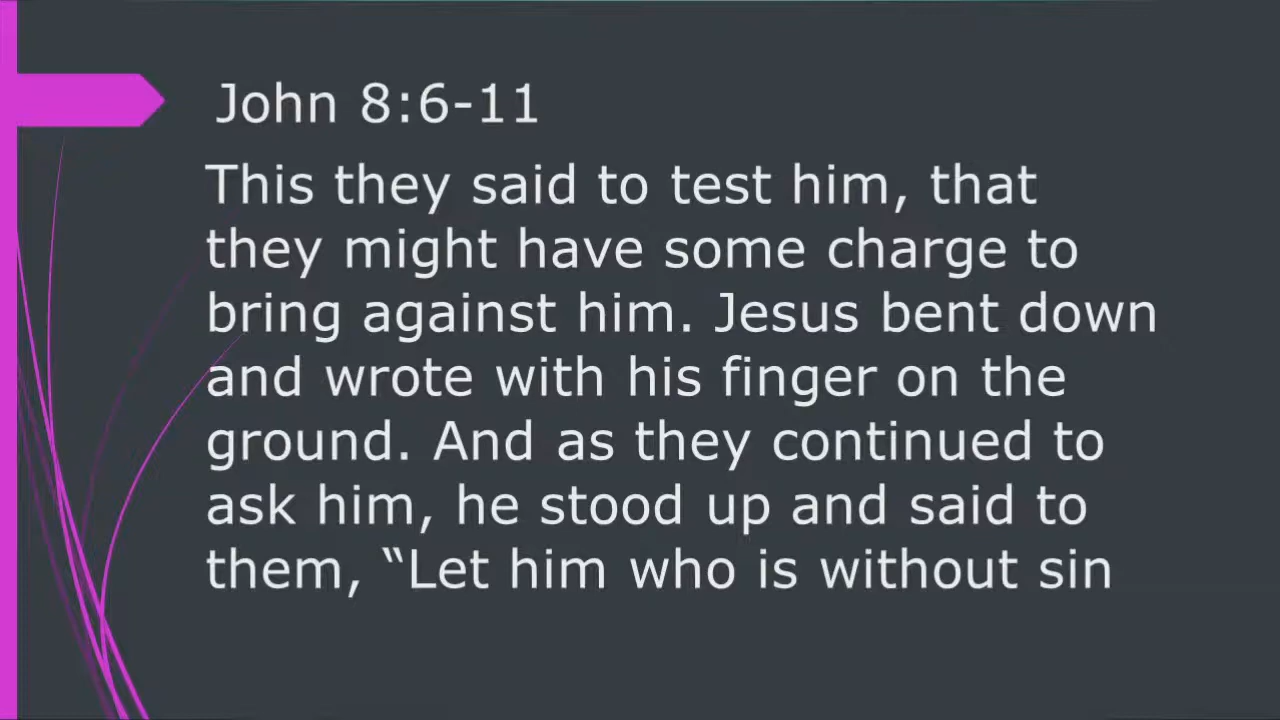 John 8:6-11
This they said to test him, that
they might have some charge to
bring against him. Jesus bent down
and wrote with his finger on the
ground. And as they continued to
ask him, he stood up and said to
them, “Let him who is without sin